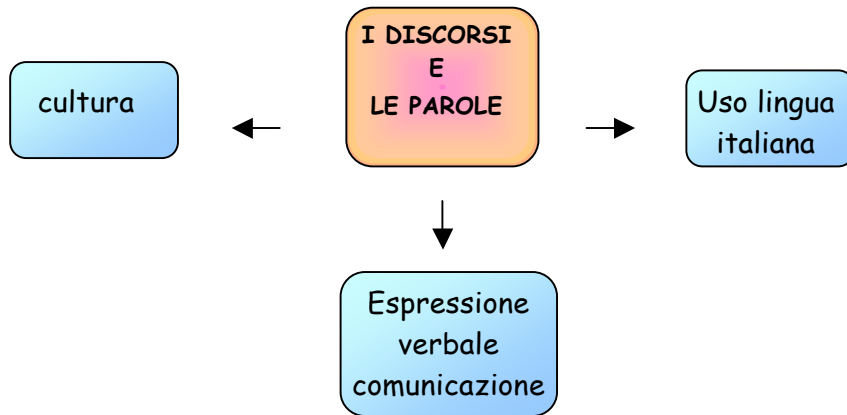 I DISCORSI
E
LE PAROLE
cultura
Uso lingua
italiana
Espressione
verbale
comunicazione